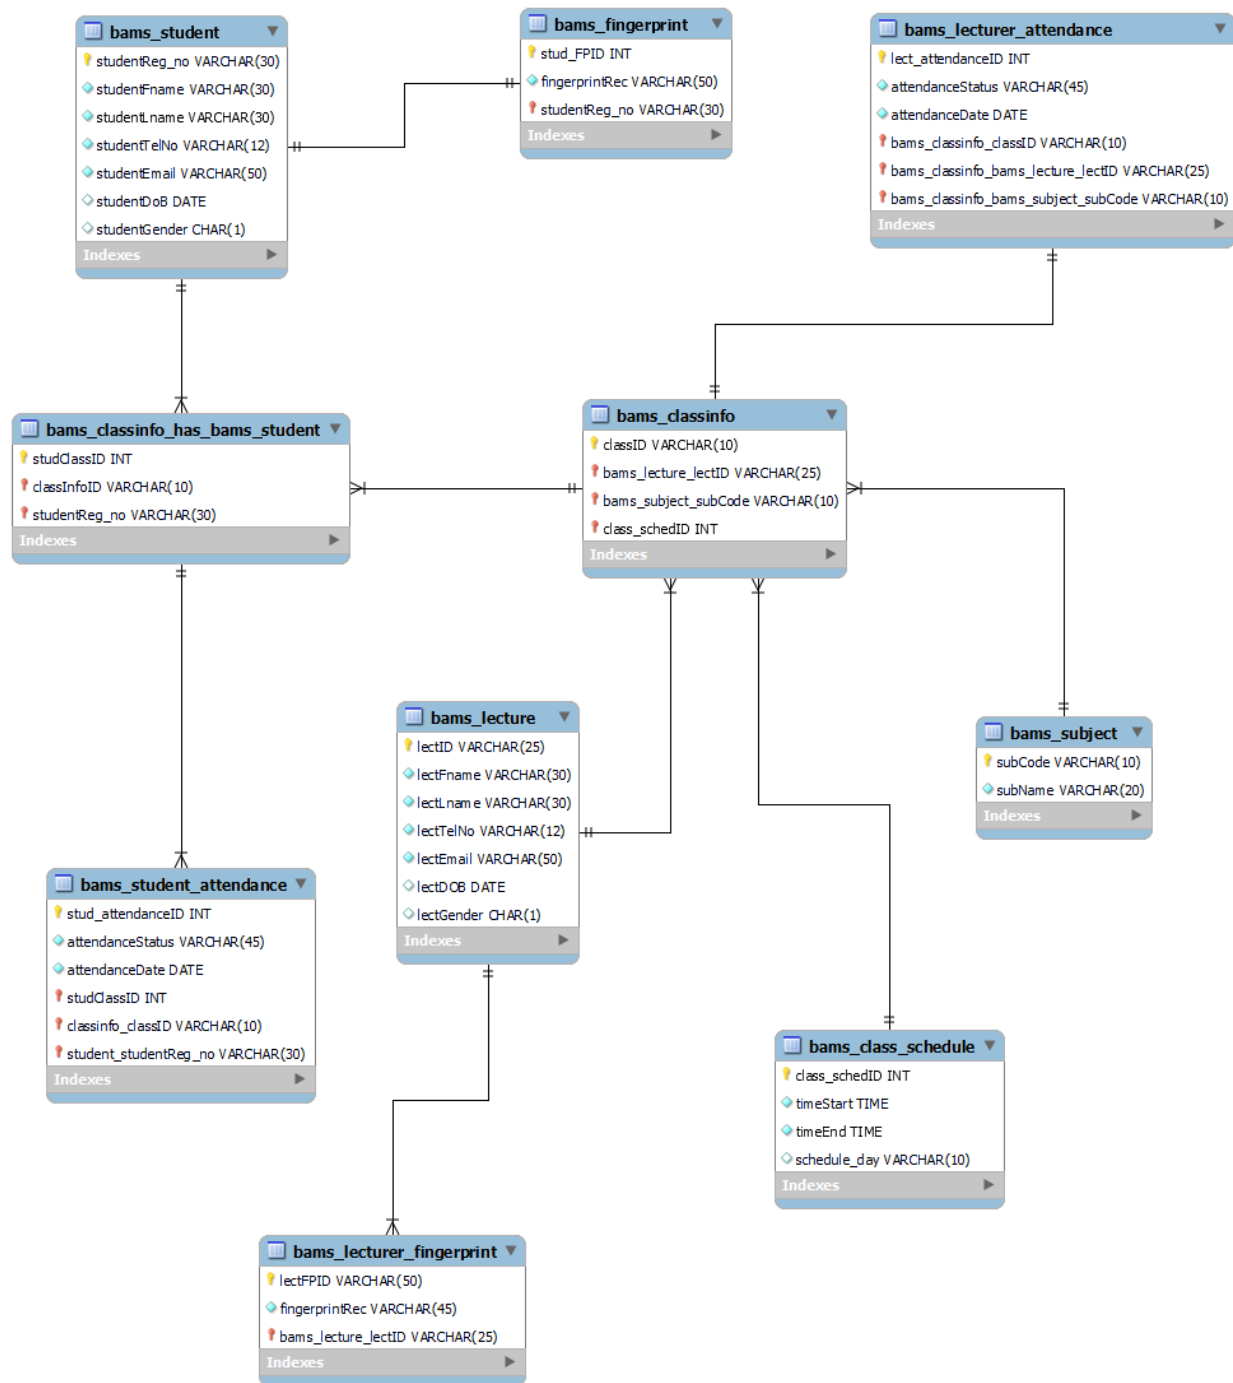 bams_student
studentReg_no VARCHAR(30)
studentFname VARCHAR(30)
studentLname VARCHAR(30)
studentTelNo VARCHAR(12)
studentEmail VARCHAR(50)
studentDoB DATE
studentGender CHAR(1)
Indexes
bams_fingerprint
stud_FPID INT
fingerprintRec VARCHAR(50)
studentReg_no VARCHAR(30)
Indexes
bams_lecturer_attendance
lect_attendanceID INT
attendanceStatus VARCHAR(45)
attendanceDate DATE
bams_classinfo_classID VARCHAR(10)
bams_classinfo_bams_lecture_lectID VARCHAR(25)
bams_classinfo_bams_subject_subCode VARCHAR(10)
Indexes
bams_classinfo_has_bams_student
studClassID INT
classInfoID VARCHAR(10)
studentReg_no VARCHAR(30)
Indexes
bams_classinfo
classID VARCHAR(10)
bams_lecture_lectID VARCHAR(25)
bams_subject_subCode VARCHAR(10)
class_schedID INT
Indexes
bams_lecture
lectID VARCHAR(25)
lectFname VARCHAR(30)
lectLname VARCHAR(30)
lectTelNo VARCHAR(12)
lectEmail VARCHAR(50)
lectDOB DATE
lectGender CHAR(1)
Indexes
bams_subject
subCode VARCHAR(10)
subName VARCHAR(20)
Indexes
bams_student_attendance
stud_attendanceID INT
attendanceStatus VARCHAR(45)
attendanceDate DATE
studClassID INT
classinfo_classID VARCHAR(10)
student_studentReg_no VARCHAR(30)
Indexes
bams_class_schedule
class_schedID INT
timeStart TIME
timeEnd TIME
schedule_day VARCHAR(10)
Indexes
bams_lecturer_fingerprint
lectFPID VARCHAR(50)
fingerprintRec VARCHAR(45)
bams_lecture_lectID VARCHAR(25)
Indexes